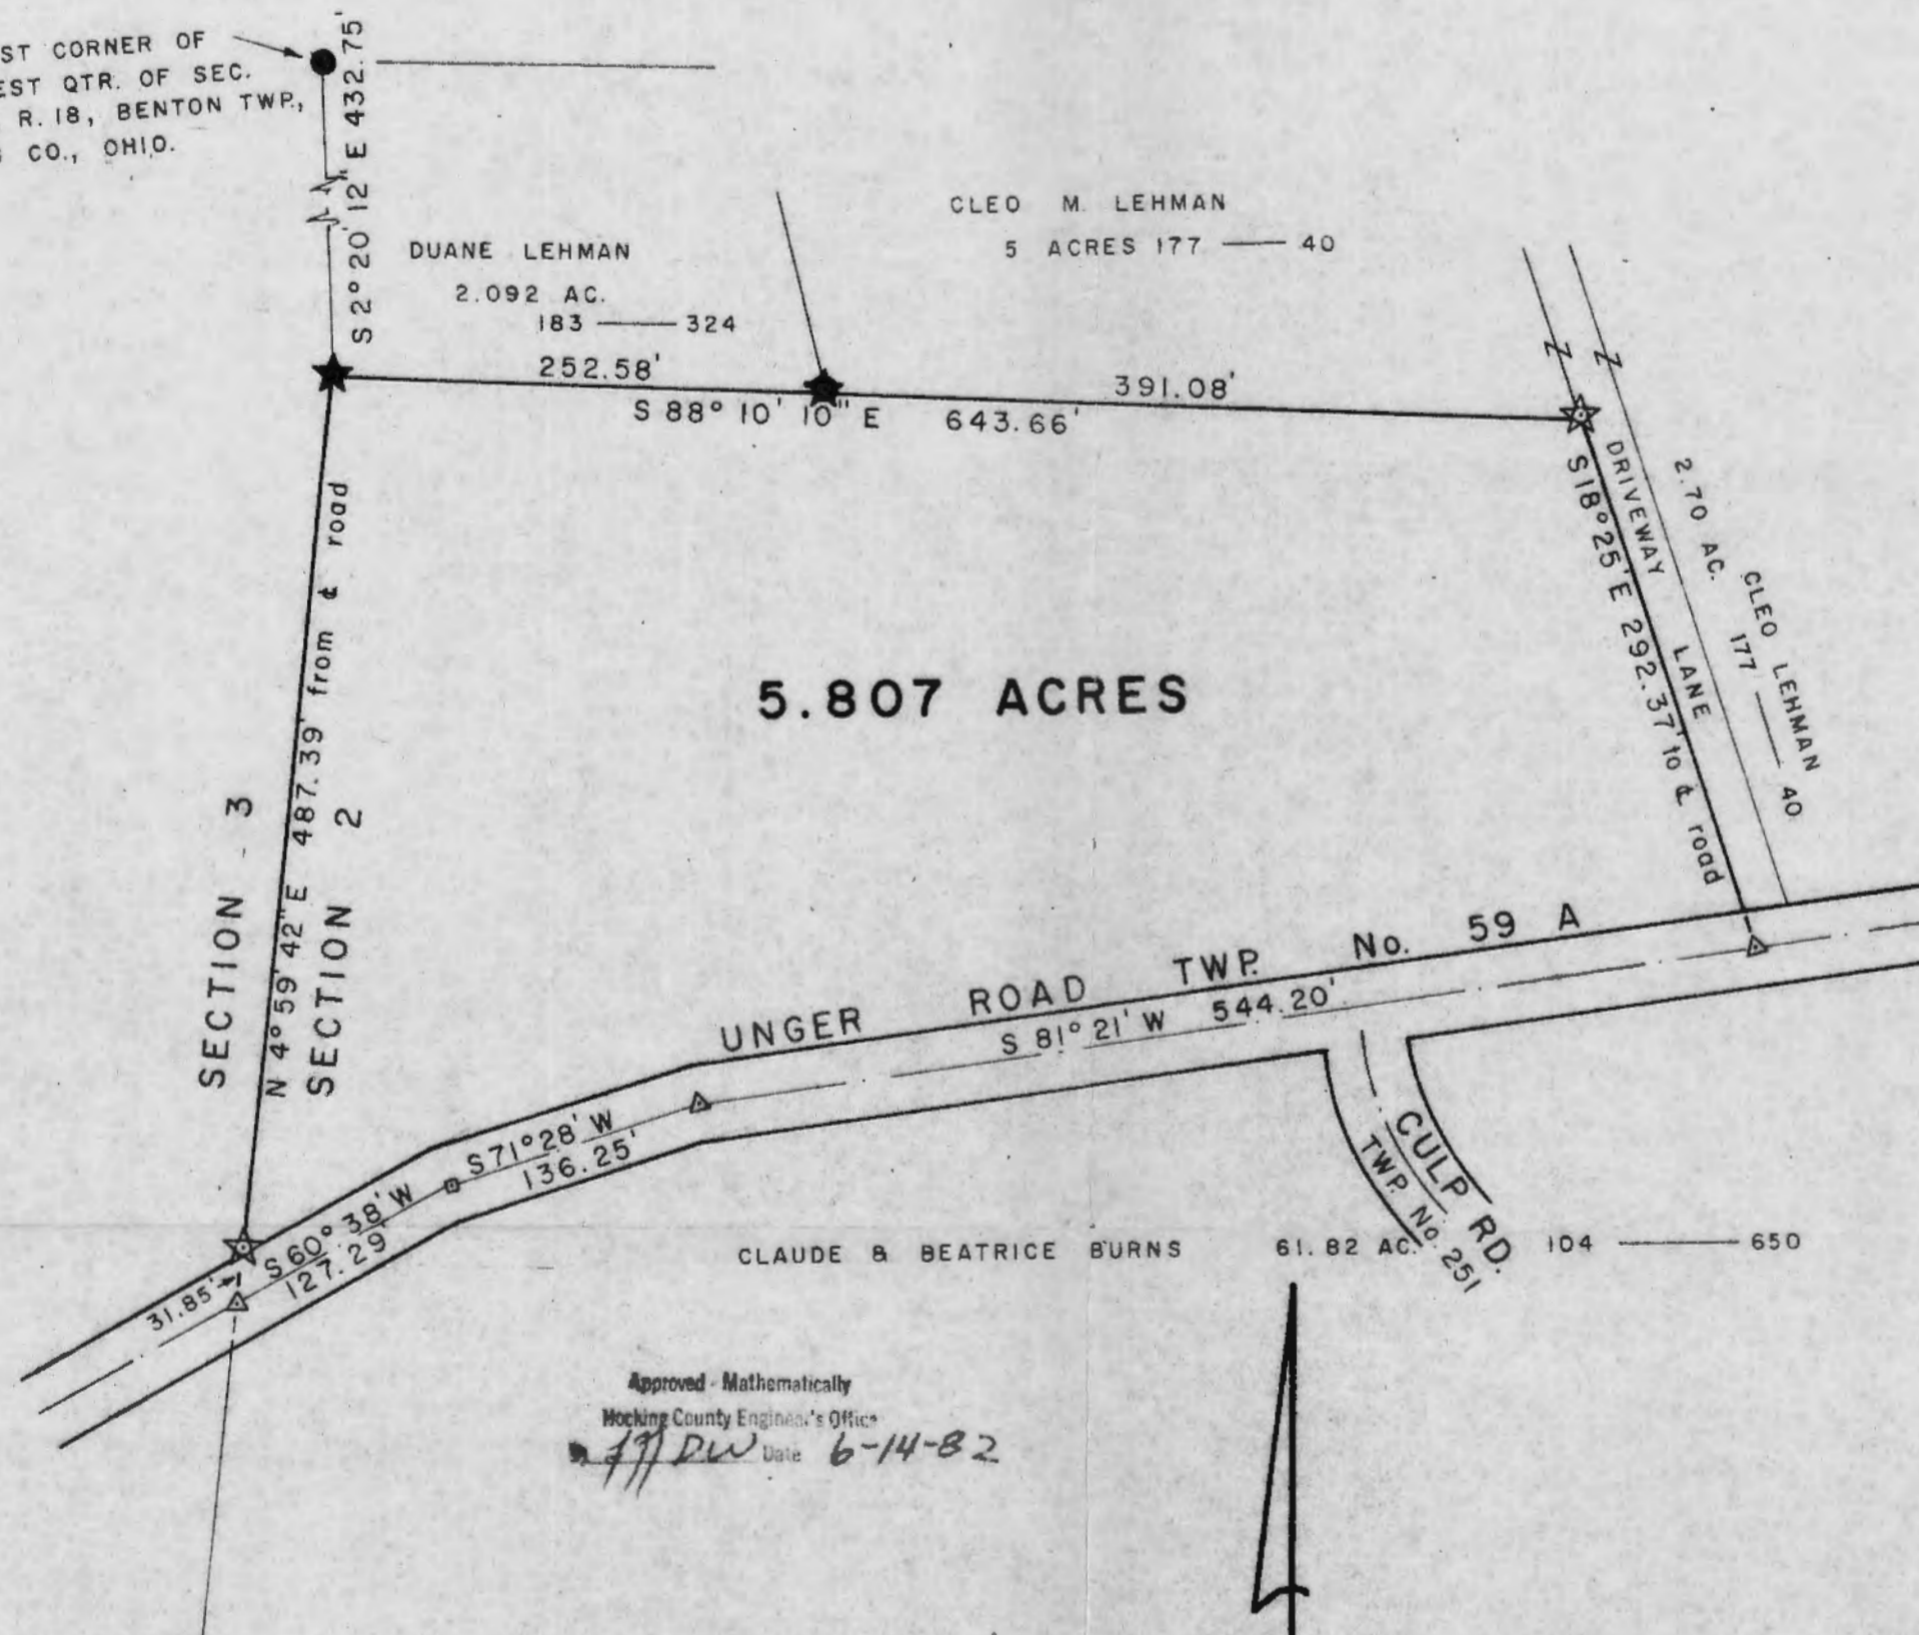 ST CORNER OF
EST QTR. OF SEC.
R. 18, BENTON TWP.,
CO., OHIO.
S 2° 20' 12" E 432.75'
DUANE LEHMAN
2.092 AC.
183 —— 324
CLEO M. LEHMAN
5 ACRES 177 —— 40
252.58'
391.08'
S 88° 10' 10" E 643.66'
DRIVEWAY LANE
S 18° 25' E 292.37' to ℄ road
2.70 AC.
CLEO LEHMAN
177 —— 40
5.807 ACRES
SECTION 3
N 4° 59' 42" E 487.39' from ℄ road
SECTION 2
UNGER ROAD TWP. No. 59 A
S 81° 21' W 544.20'
S 71° 28' W
136.25'
S 60° 38' W
127.29'
31.85'
CULP RD.
TWP. No. 251
CLAUDE & BEATRICE BURNS 61.82 AC. 104 —— 650
Approved - Mathematically
Hocking County Engineer's Office
DW Date 6-14-82